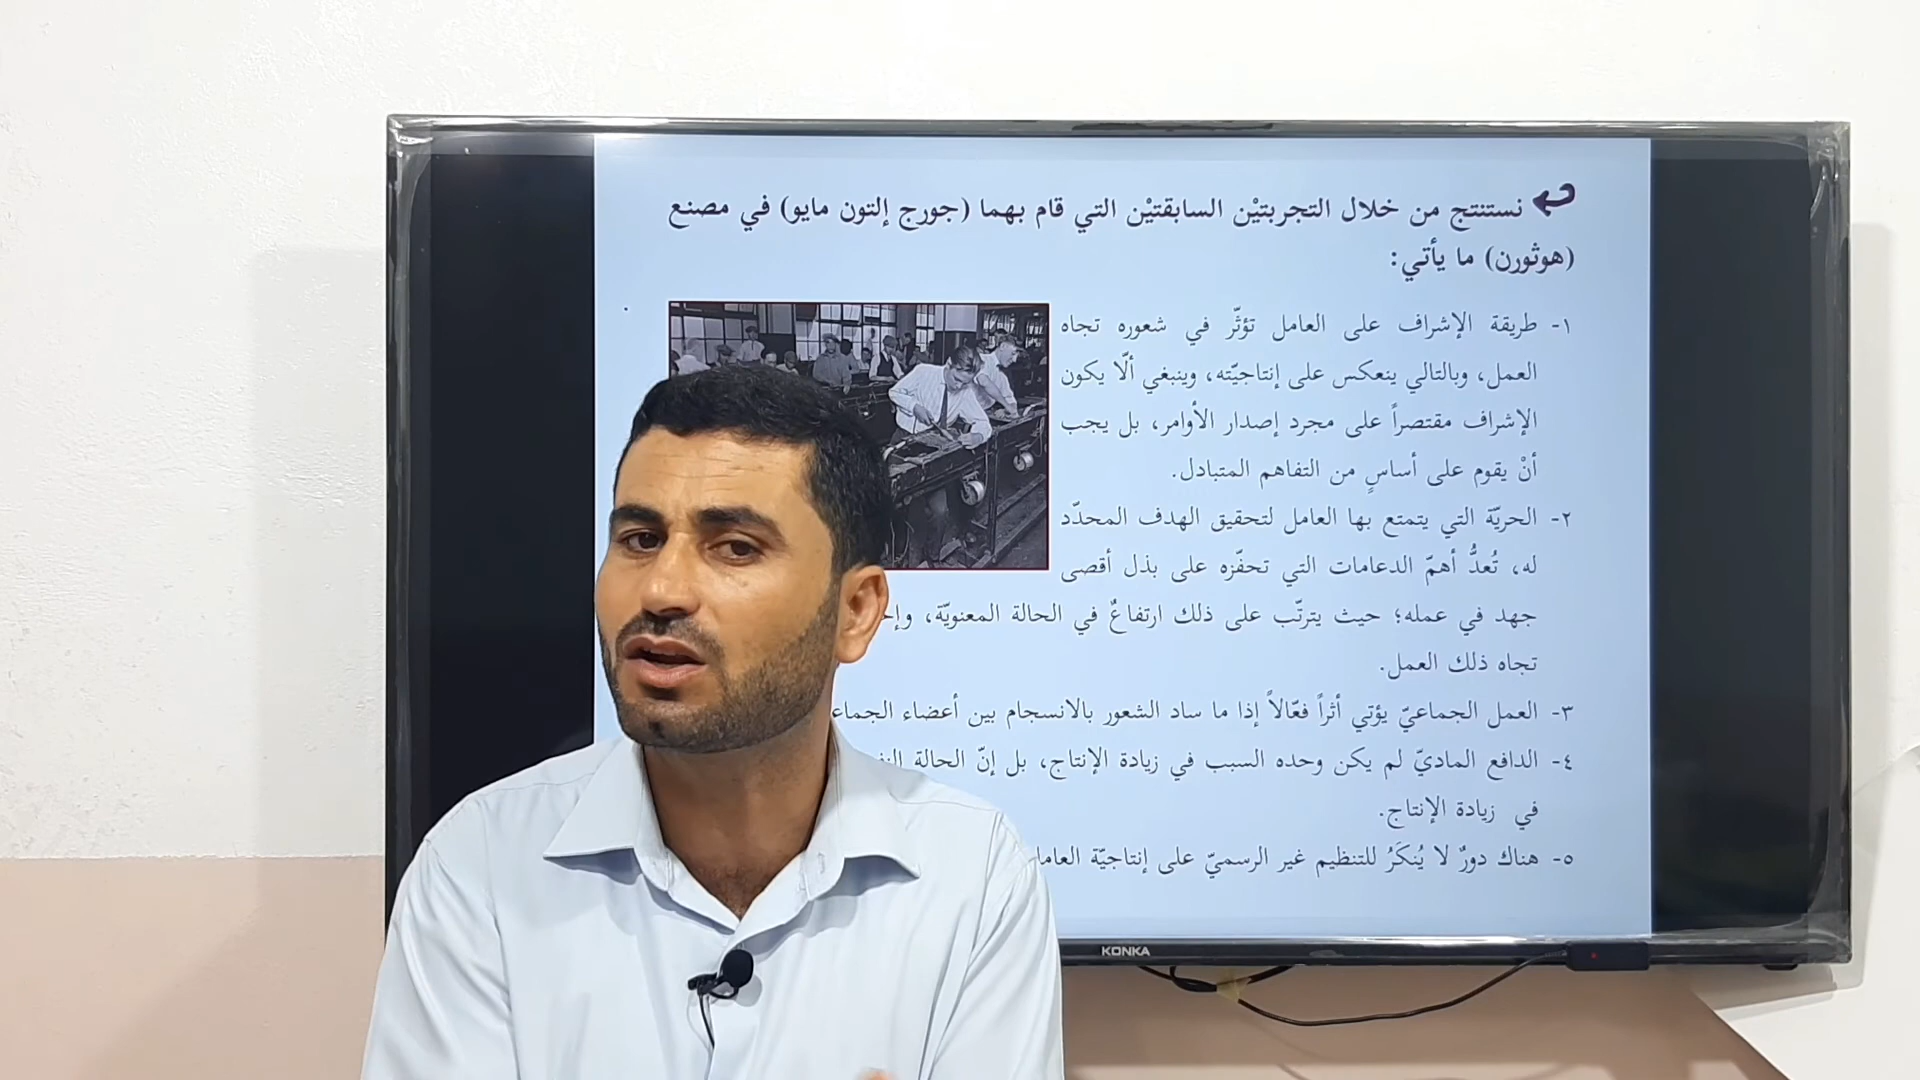 نستنتج من خلال التجربتيْن السابقتيْن التي قام بهما (جورج إلتون مايو) في مصنع
(هوثورن) ما يأتي:
١- طريقة الإشراف على العامل تؤثّر في شعوره تجاه
العمل، وبالتالي ينعكس على إنتاجيّته، وينبغي ألّا يكون
الإشراف مقتصراً على مجرد إصدار الأوامر، بل يجب
أنْ يقوم على أساسٍ من التفاهم المتبادل.
٢- الحريّة التي يتمتع بها العامل لتحقيق الهدف المحدّد
له، تُعدُّ أهمّ الدعامات التي تحفّزه على بذل أقصى
جهد في عمله؛ حيث يترتّب على ذلك ارتفاعٌ في الحالة المعنويّة،
تجاه ذلك العمل.
٣- العمل الجماعيّ يؤتي أثراً فعّالاً إذا ما ساد الشعور بالانسجام بين أعضاء
٤- الدافع الماديّ لم يكن وحده السبب في زيادة الإنتاج، بل إنّ الحالة
في زيادة الإنتاج.
٥- هناك دورٌ لا يُنكَرُ للتنظيم غير الرسميّ على إنتاجيّة
KONKA